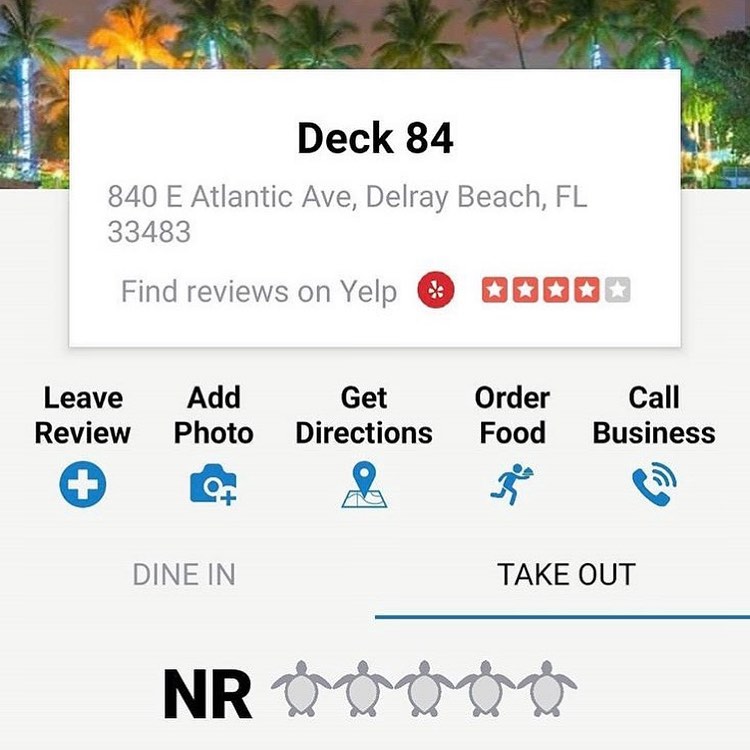 Deck 84
840 E Atlantic Ave, Delray Beach, FL
33483
Find reviews on Yelp
Leave Review
Add Photo
Get Directions
Order Food
Call Business
DINE IN
TAKE OUT
NR